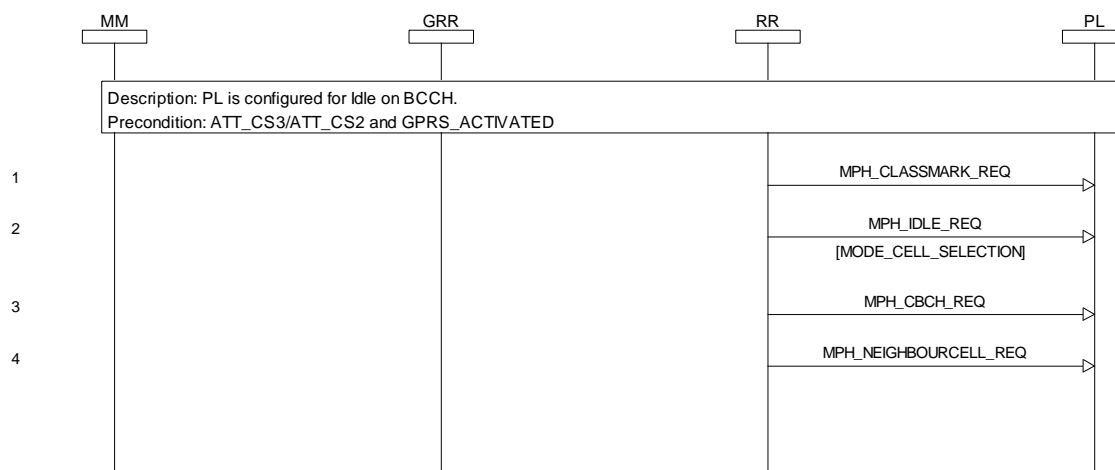 MM GRR RR PL
Description: PL is configured for Idle on BCCH.
Precondition: ATT_CS3/ATT_CS2 and GPRS_ACTIVATED
1 MPH_CLASSMARK_REQ
2 MPH_IDLE_REQ
[MODE_CELL_SELECTION]
3 MPH_CBCH_REQ
4 MPH_NEIGHBOURCELL_REQ